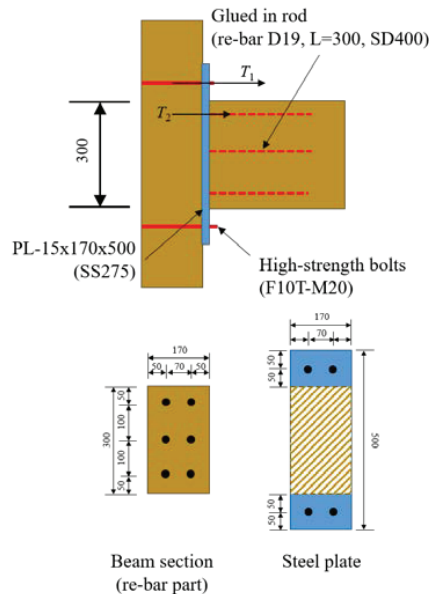 Glued in rod
(re-bar D19, L=300, SD400)
T₁
T₂
300
PL-15x170x500
(SS275)
High-strength bolts
(F10T-M20)
170
50 70 50
300
50
100
100
50
170
70
50
50
500
50
50
Beam section
(re-bar part)
Steel plate